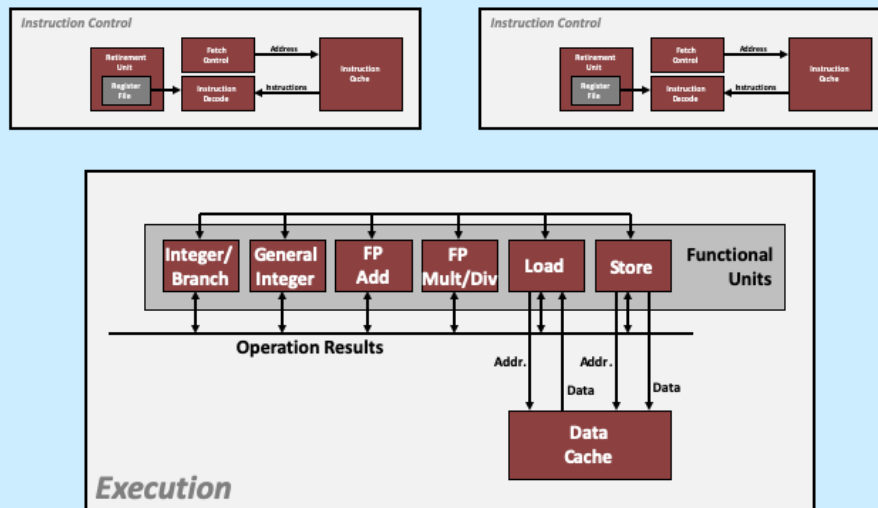 Instruction Control
Retirement
Unit
Register
File
Fetch
Control
Instruction
Decode
Address
Instructions
Instruction
Cache
Instruction Control
Retirement
Unit
Register
File
Fetch
Control
Instruction
Decode
Address
Instructions
Instruction
Cache
Integer/
Branch
General
Integer
FP
Add
FP
Mult/Div
Load
Store
Functional
Units
Operation Results
Addr.
Addr.
Data
Data
Data
Cache
Execution